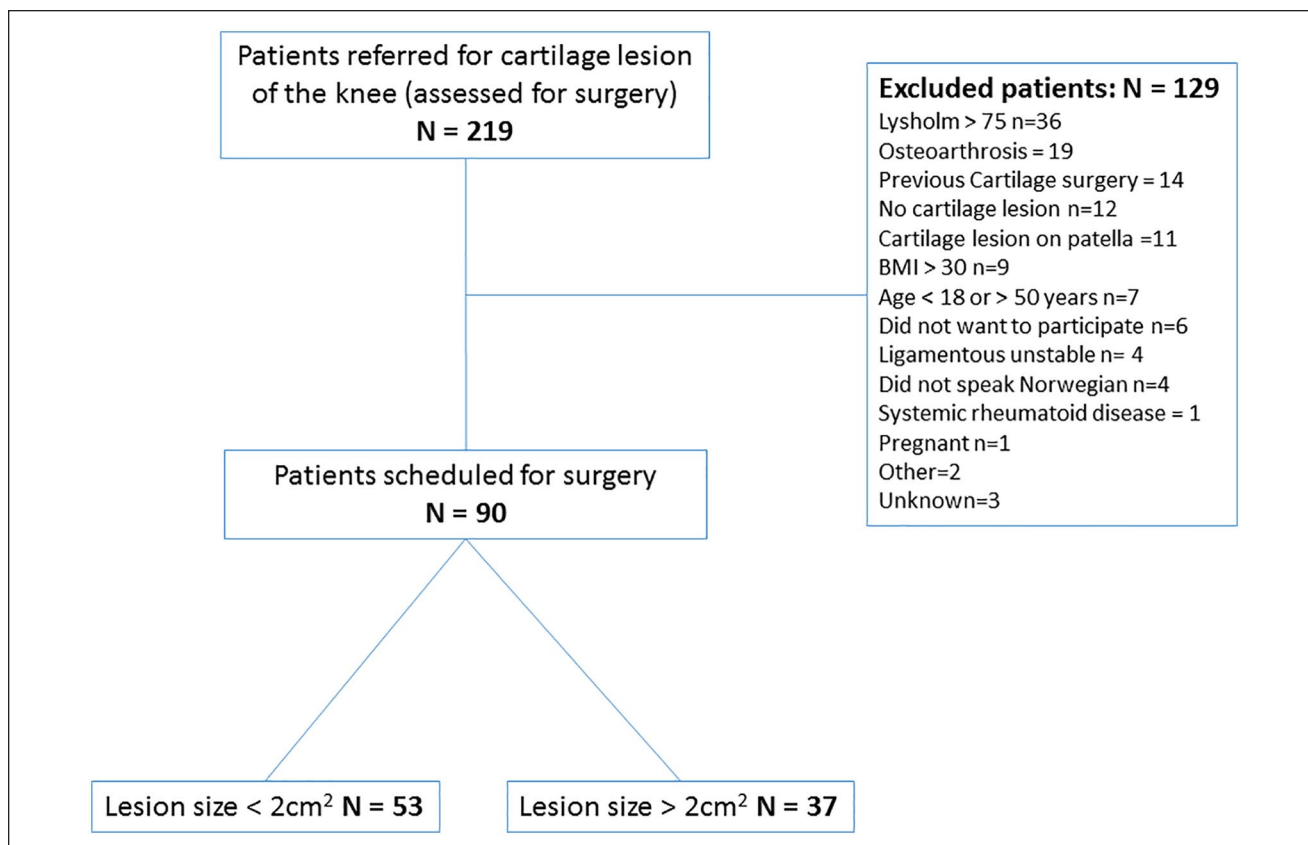 Patients referred for cartilage lesion
of the knee (assessed for surgery)
N = 219
Excluded patients: N = 129
Lysholm > 75 n=36
Osteoarthrosis = 19
Previous Cartilage surgery = 14
No cartilage lesion n=12
Cartilage lesion on patella =11
BMI > 30 n=9
Age < 18 or > 50 years n=7
Did not want to participate n=6
Ligamentous unstable n= 4
Did not speak Norwegian n=4
Systemic rheumatoid disease = 1
Pregnant n=1
Other=2
Unknown=3
Patients scheduled for surgery
N = 90
Lesion size < 2cm² N = 53
Lesion size > 2cm² N = 37